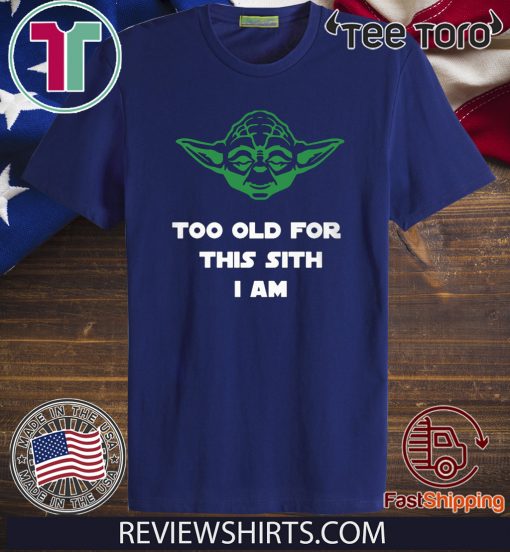 TEE TORO
TOO OLD FOR
THIS SITH
I AM
MADE IN THE USA
MADE IN THE USA
FastShipping
REVIEWSHIRTS.COM